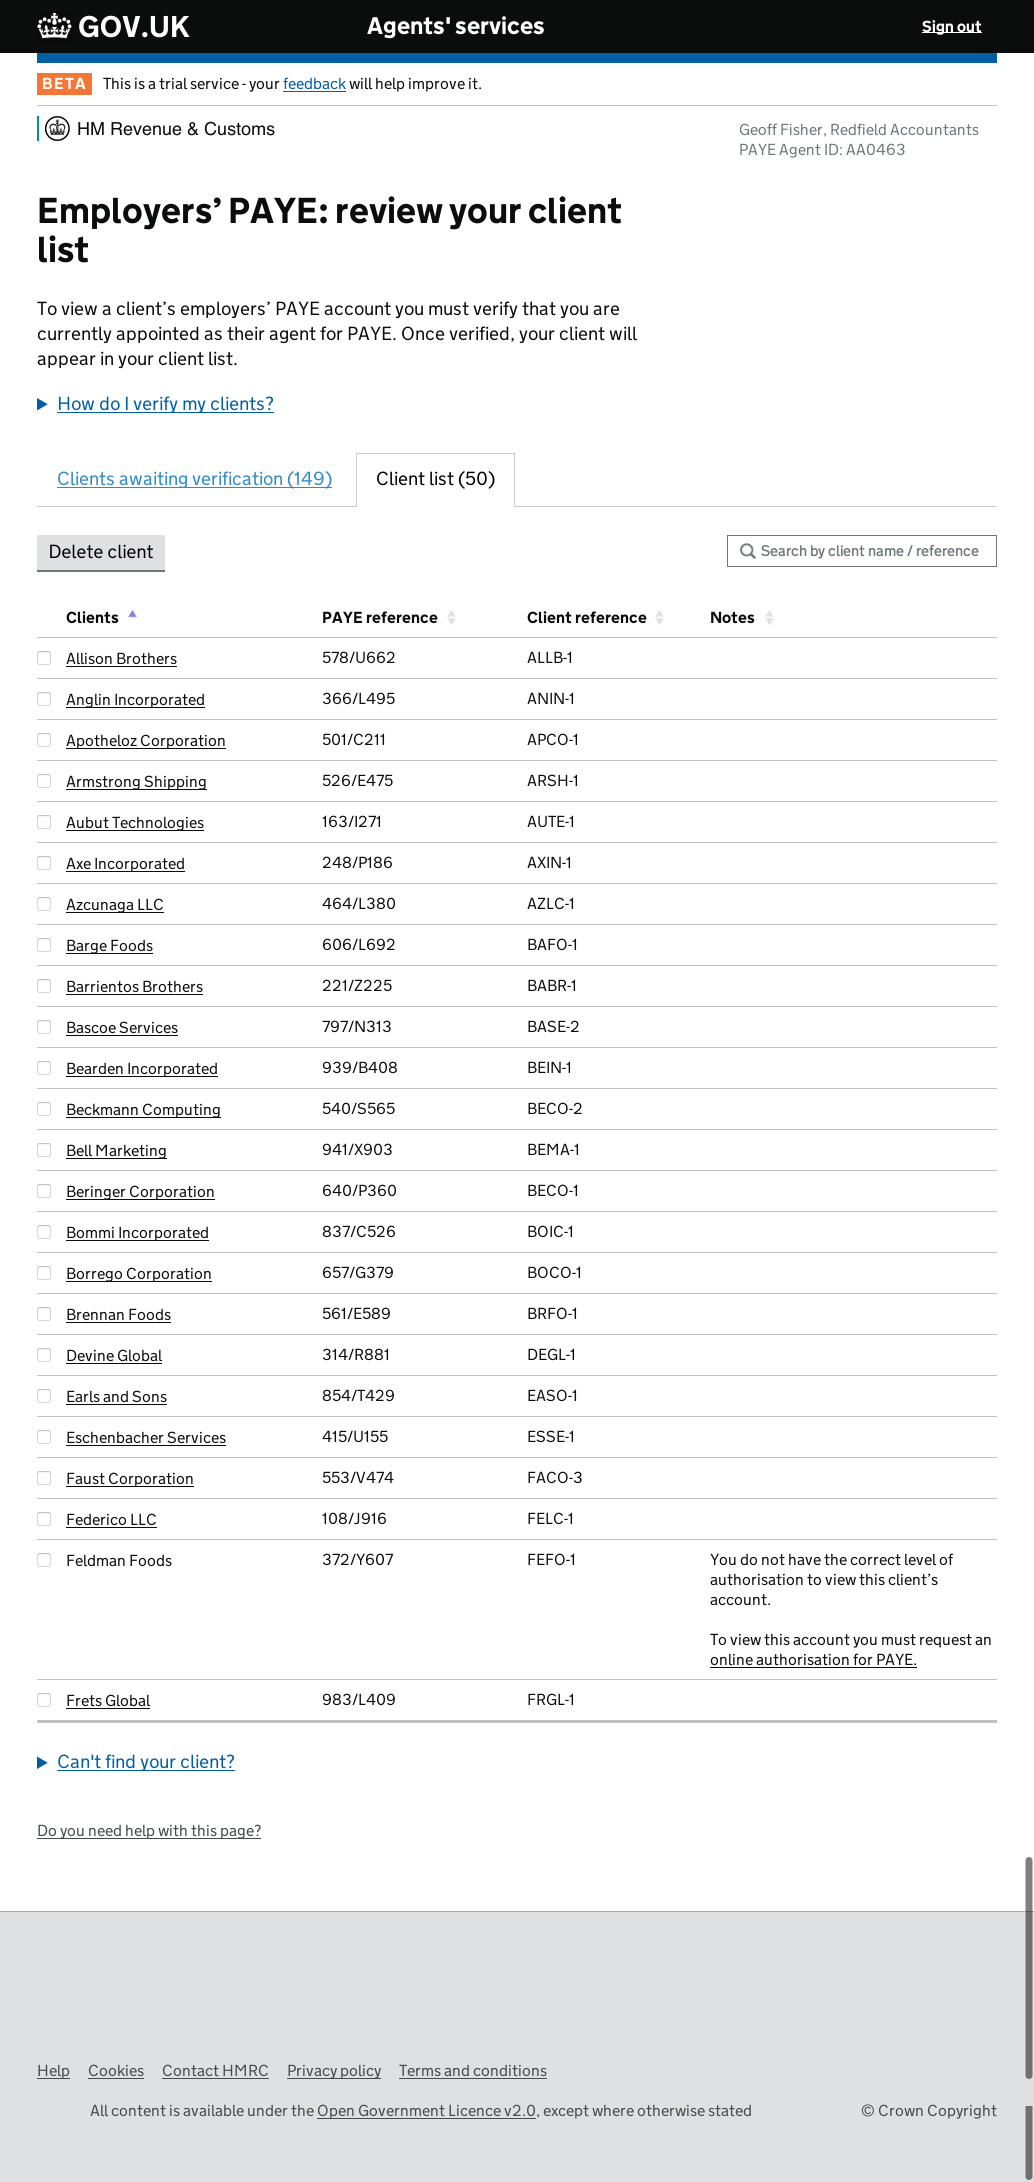 GOV.UK
Agents' services
Sign out
BETA This is a trial service - your feedback will help improve it.
HM Revenue & Customs
Geoff Fisher, Redfield Accountants
PAYE Agent ID: AA0463
Employers’ PAYE: review your client
list
To view a client’s employers’ PAYE account you must verify that you are
currently appointed as their agent for PAYE. Once verified, your client will
appear in your client list.
How do I verify my clients?
Clients awaiting verification (149)
Client list (50)
Delete client
Search by client name / reference
Clients PAYE reference Client reference Notes
Allison Brothers 578/U662 ALLB-1
Anglin Incorporated 366/L495 ANIN-1
Apotheloz Corporation 501/C211 APCO-1
Armstrong Shipping 526/E475 ARSH-1
Aubut Technologies 163/I271 AUTE-1
Axe Incorporated 248/P186 AXIN-1
Azcunaga LLC 464/L380 AZLC-1
Barge Foods 606/L692 BAFO-1
Barrientos Brothers 221/Z225 BABR-1
Bascoe Services 797/N313 BASE-2
Bearden Incorporated 939/B408 BEIN-1
Beckmann Computing 540/S565 BECO-2
Bell Marketing 941/X903 BEMA-1
Beringer Corporation 640/P360 BECO-1
Bommi Incorporated 837/C526 BOIC-1
Borrego Corporation 657/G379 BOCO-1
Brennan Foods 561/E589 BRFO-1
Devine Global 314/R881 DEGL-1
Earls and Sons 854/T429 EASO-1
Eschenbacher Services 415/U155 ESSE-1
Faust Corporation 553/V474 FACO-3
Federico LLC 108/J916 FELC-1
Feldman Foods 372/Y607 FEFO-1 You do not have the correct level of
authorisation to view this client’s
account.
To view this account you must request an
online authorisation for PAYE.
Frets Global 983/L409 FRGL-1
Can't find your client?
Do you need help with this page?
Help Cookies Contact HMRC Privacy policy Terms and conditions
All content is available under the Open Government Licence v2.0, except where otherwise stated
© Crown Copyright